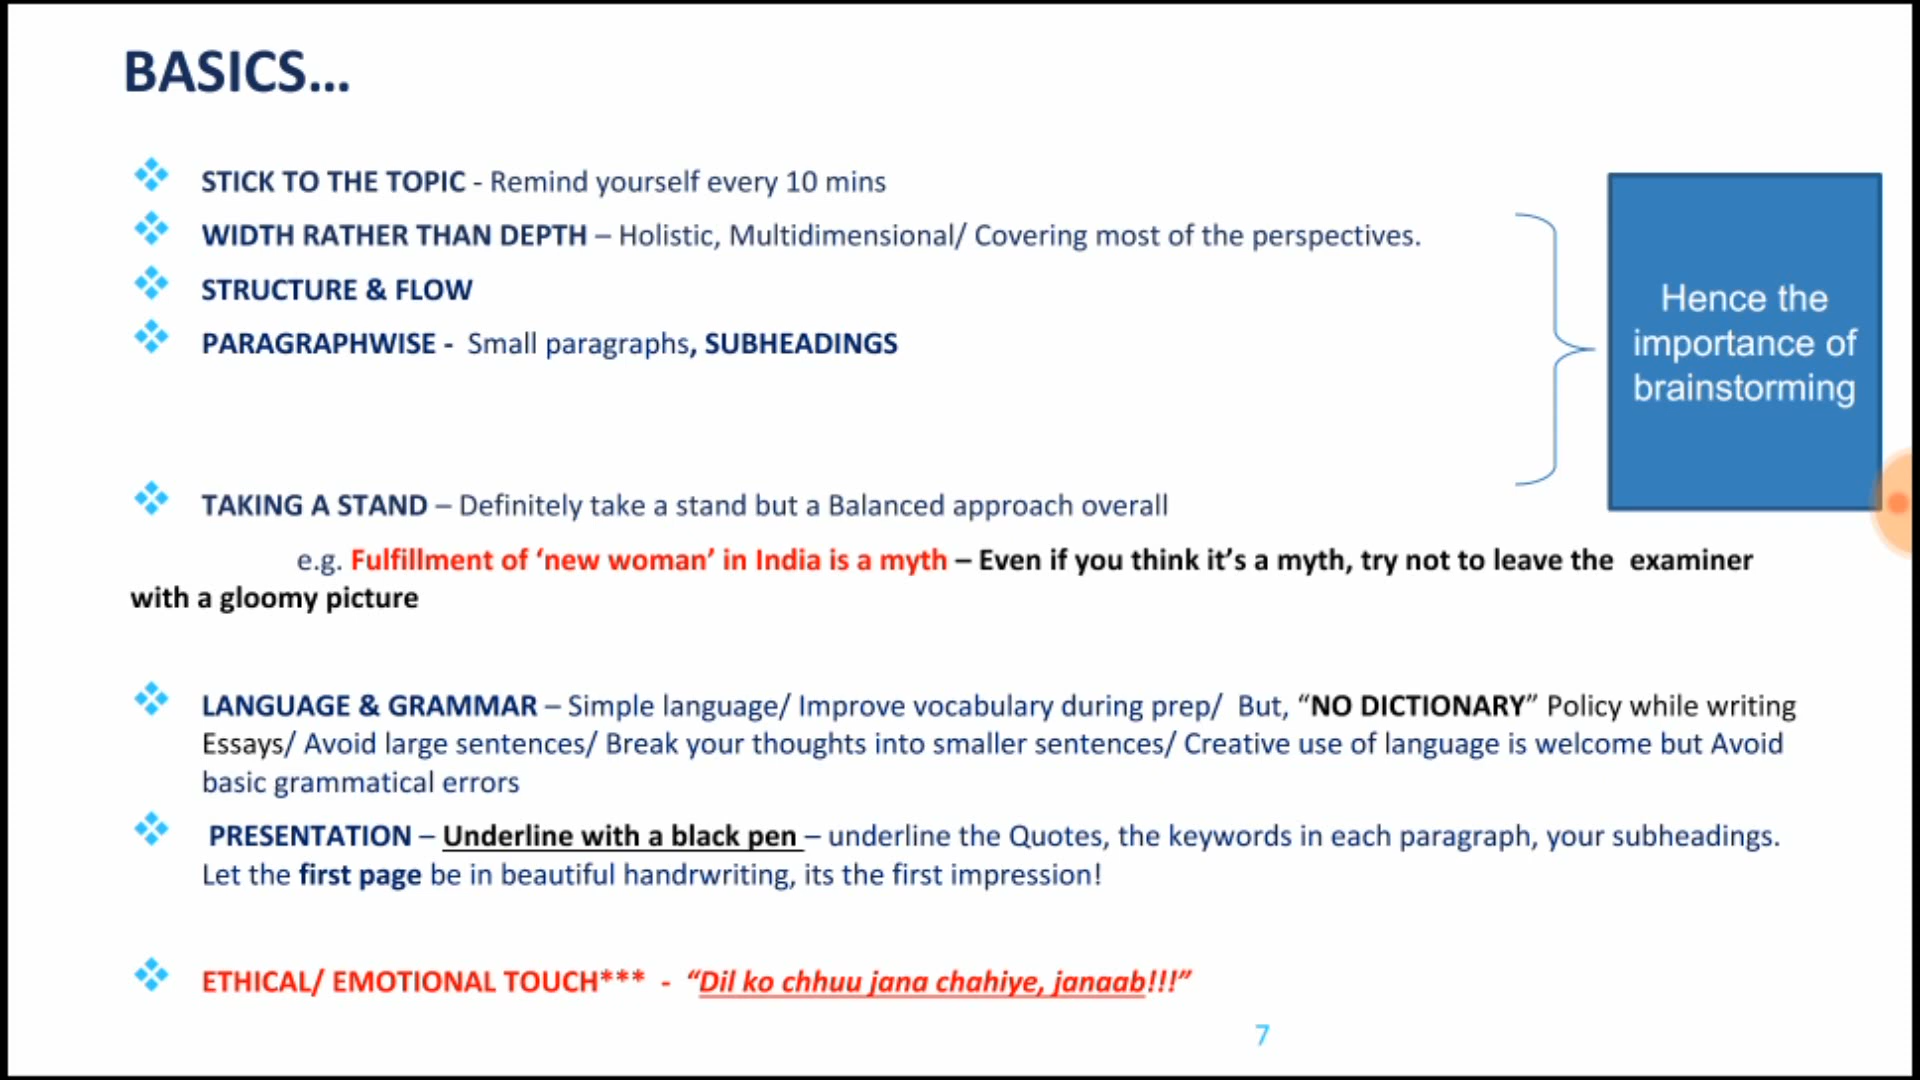 BASICS...
STICK TO THE TOPIC - Remind yourself every 10 mins
WIDTH RATHER THAN DEPTH – Holistic, Multidimensional/ Covering most of the perspectives.
STRUCTURE & FLOW
PARAGRAPHWISE - Small paragraphs, SUBHEADINGS
Hence the
importance of
brainstorming
TAKING A STAND – Definitely take a stand but a Balanced approach overall
e.g. Fulfillment of ‘new woman’ in India is a myth – Even if you think it’s a myth, try not to leave the examiner
with a gloomy picture
LANGUAGE & GRAMMAR – Simple language/ Improve vocabulary during prep/ But, “NO DICTIONARY” Policy while writing
Essays/ Avoid large sentences/ Break your thoughts into smaller sentences/ Creative use of language is welcome but Avoid
basic grammatical errors
PRESENTATION – Underline with a black pen – underline the Quotes, the keywords in each paragraph, your subheadings.
Let the first page be in beautiful handrwriting, its the first impression!
ETHICAL/ EMOTIONAL TOUCH*** - “Dil ko chhuu jana chahiye, janaab!!!”
7